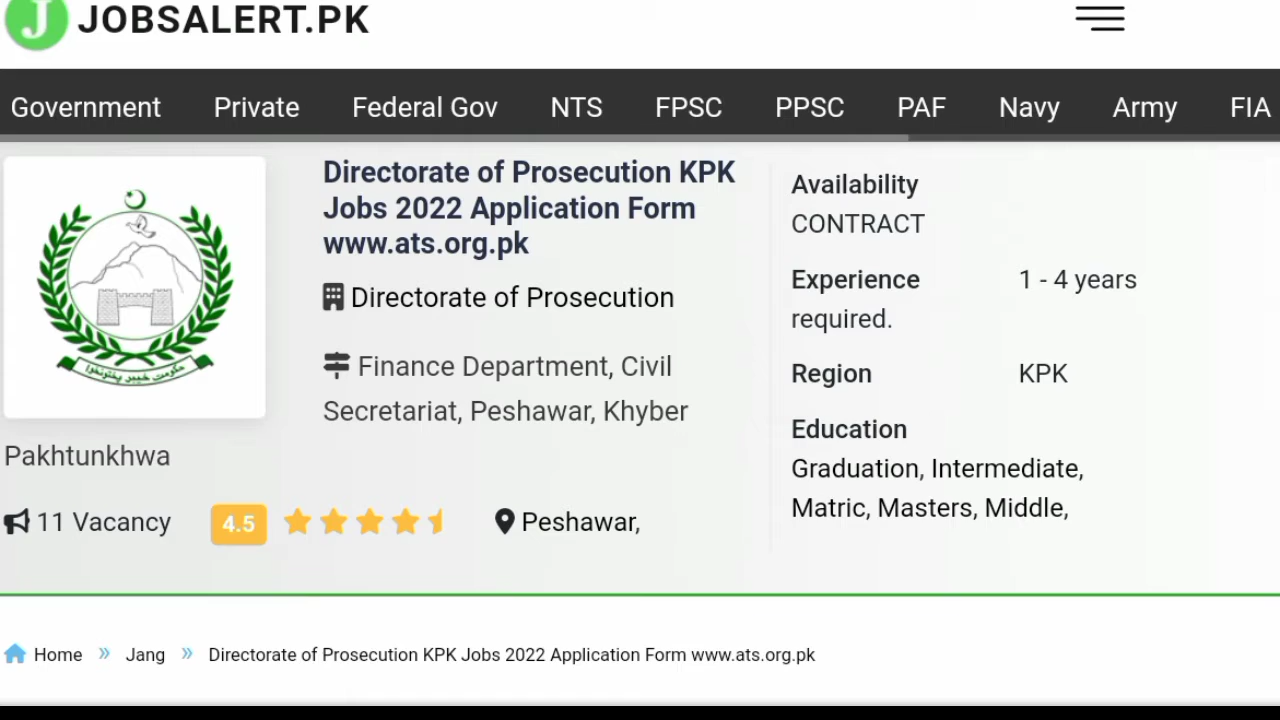 J JOBSALERT.PK
Government Private Federal Gov NTS FPSC PPSC PAF Navy Army FIA
Directorate of Prosecution KPK
Jobs 2022 Application Form
www.ats.org.pk
Directorate of Prosecution
Finance Department, Civil
Secretariat, Peshawar, Khyber
Pakhtunkhwa
11 Vacancy 4.5 Peshawar,
حکومت خیبر پختونخوا
Availability
CONTRACT
Experience 1 - 4 years
required.
Region KPK
Education
Graduation, Intermediate,
Matric, Masters, Middle,
Home » Jang » Directorate of Prosecution KPK Jobs 2022 Application Form www.ats.org.pk